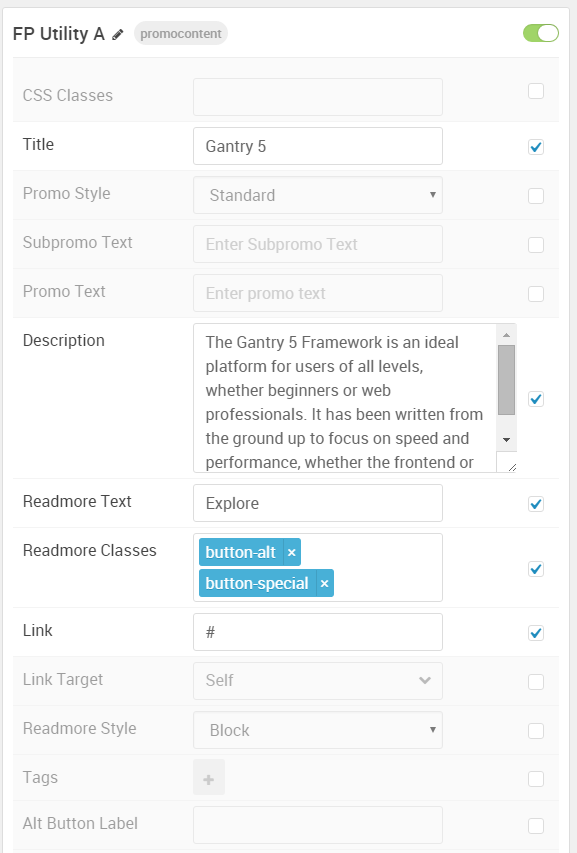 FP Utility A promocontent
CSS Classes
Title Gantry 5
Promo Style Standard
Subpromo Text Enter Subpromo Text
Promo Text Enter promo text
Description The Gantry 5 Framework is an ideal
platform for users of all levels,
whether beginners or web
professionals. It has been written from
the ground up to focus on speed and
performance, whether the frontend or
Readmore Text Explore
Readmore Classes button-alt ×
button-special ×
Link #
Link Target Self
Readmore Style Block
Tags +
Alt Button Label